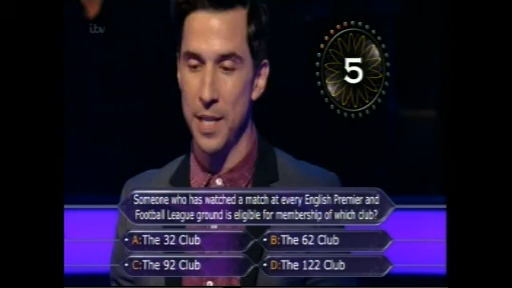 itv
5
Someone who has watched a match at every English Premier and
Football League ground is eligible for membership of which club?
A: The 32 Club
B: The 62 Club
C: The 92 Club
D: The 122 Club